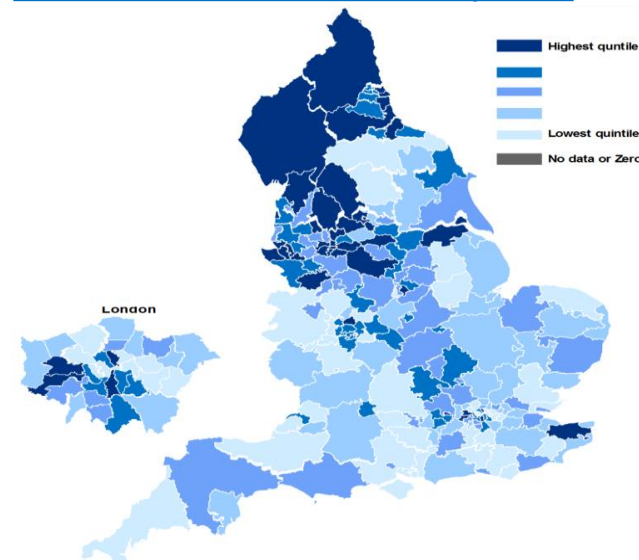 Highest quntile
Lowest quintile
No data or Zero
London